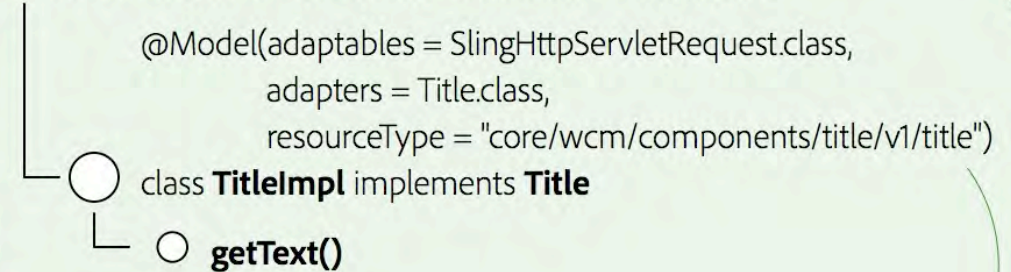 @Model(adaptables = SlingHttpServletRequest.class,
adapters = Title.class,
resourceType = "core/wcm/components/title/v1/title")
class TitleImpl implements Title
getText()